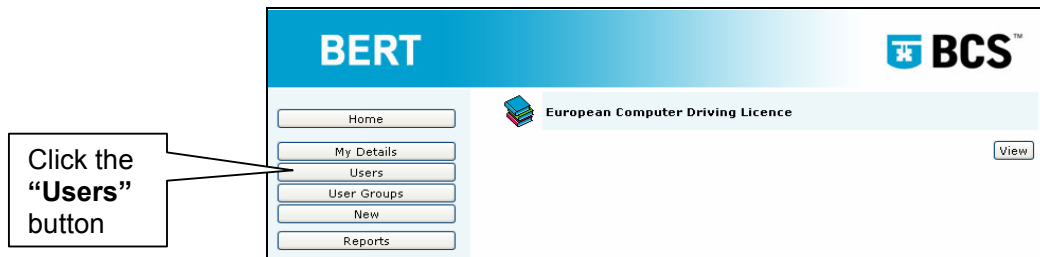 BERT
BCS™
Home
European Computer Driving Licence
My Details
View
Users
User Groups
New
Reports
Click the
“Users”
button